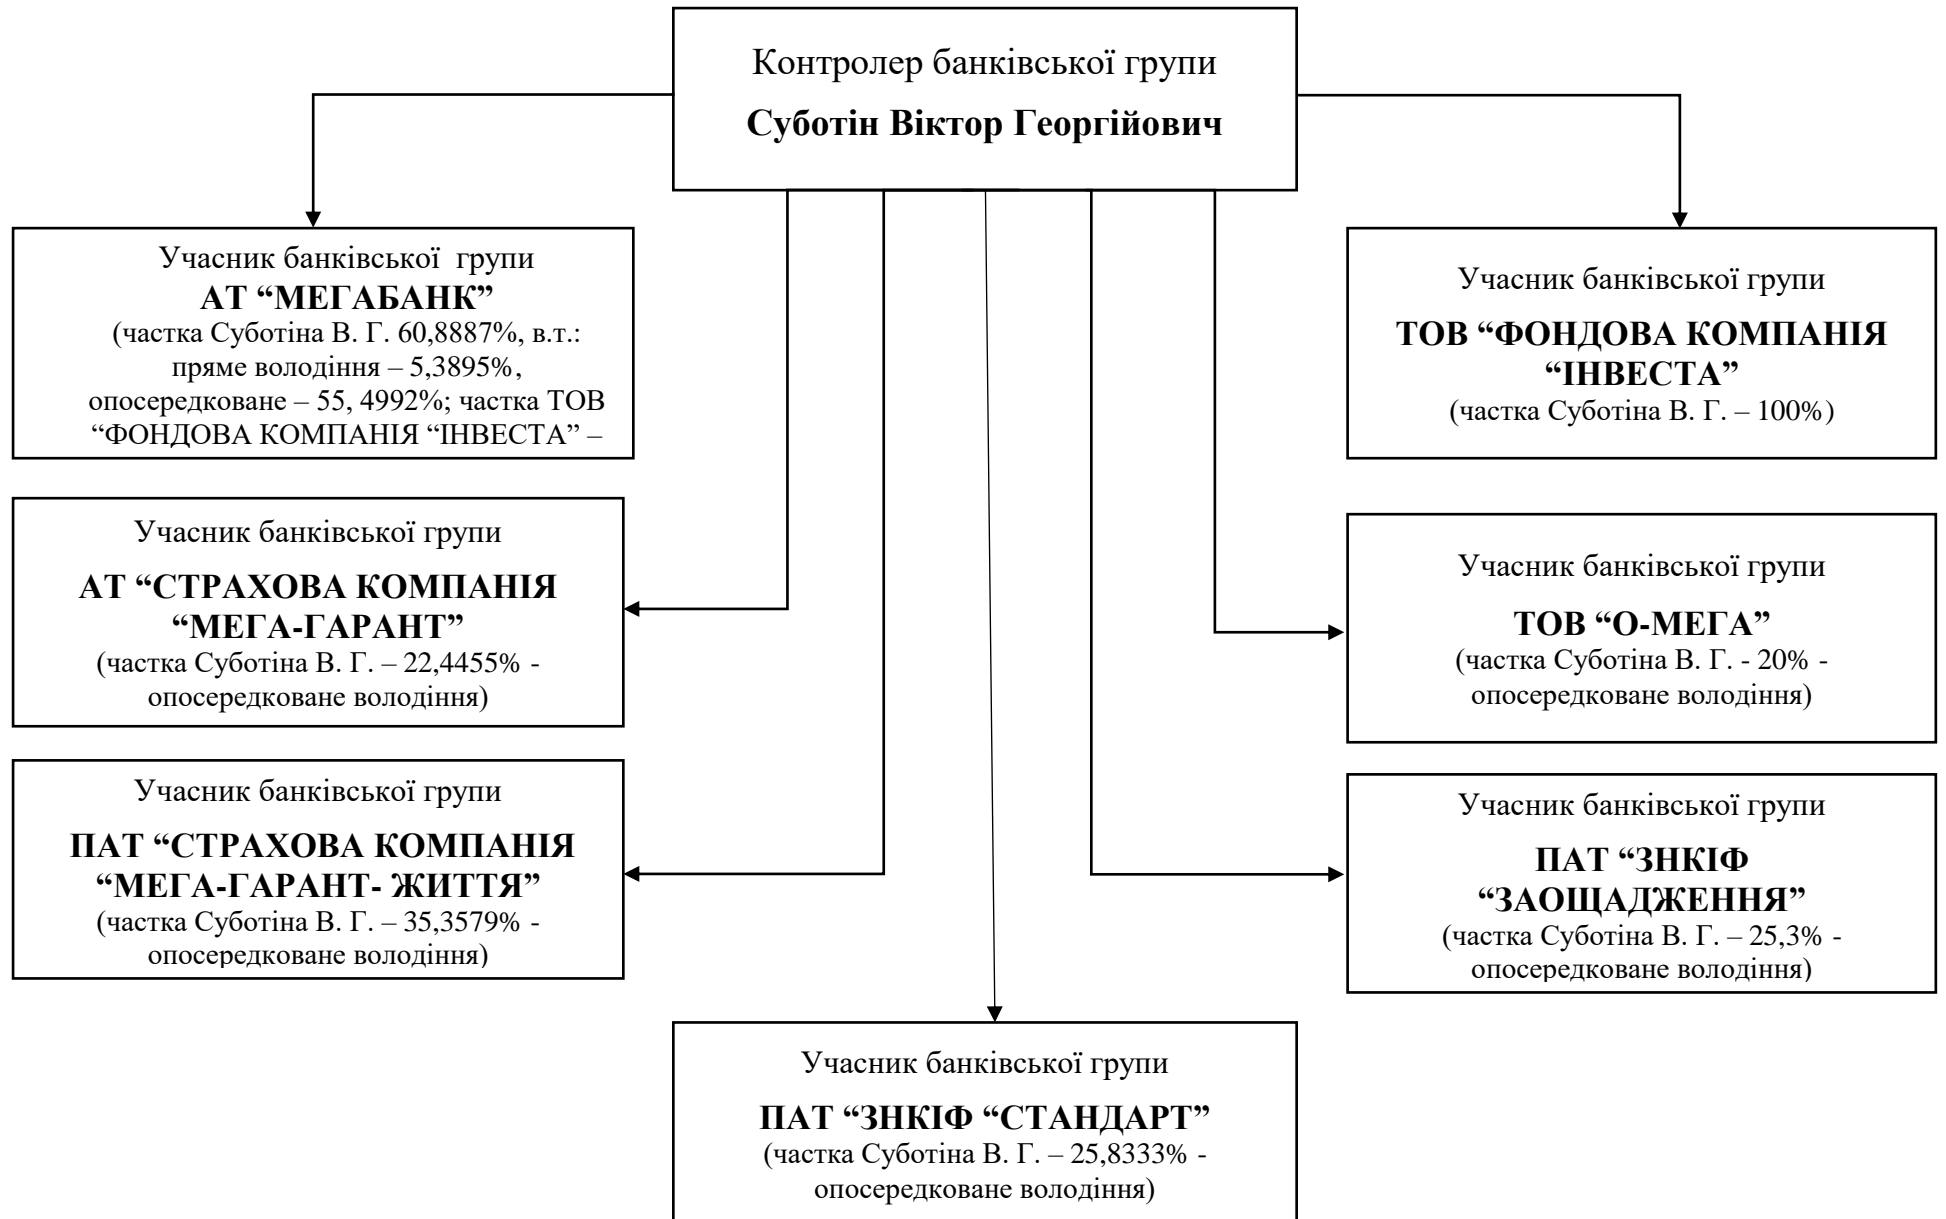 Контролер банківської групи
Суботін Віктор Георгійович
Учасник банківської групи
АТ “МЕГАБАНК”
(частка Суботіна В. Г. 60,8887%, в.т.:
пряме володіння – 5,3895%,
опосередковане – 55, 4992%; частка ТОВ
“ФОНДОВА КОМПАНІЯ “ІНВЕСТА” –
Учасник банківської групи
ТОВ “ФОНДОВА КОМПАНІЯ
“ІНВЕСТА”
(частка Суботіна В. Г. – 100%)
Учасник банківської групи
АТ “СТРАХОВА КОМПАНІЯ
“МЕГА-ГАРАНТ”
(частка Суботіна В. Г. – 22,4455% -
опосередковане володіння)
Учасник банківської групи
ТОВ “О-МЕГА”
(частка Суботіна В. Г. - 20% -
опосередковане володіння)
Учасник банківської групи
ПАТ “СТРАХОВА КОМПАНІЯ
“МЕГА-ГАРАНТ- ЖИТТЯ”
(частка Суботіна В. Г. – 35,3579% -
опосередковане володіння)
Учасник банківської групи
ПАТ “ЗНКІФ
“ЗАОЩАДЖЕННЯ”
(частка Суботіна В. Г. – 25,3% -
опосередковане володіння)
Учасник банківської групи
ПАТ “ЗНКІФ “СТАНДАРТ”
(частка Суботіна В. Г. – 25,8333% -
опосередковане володіння)